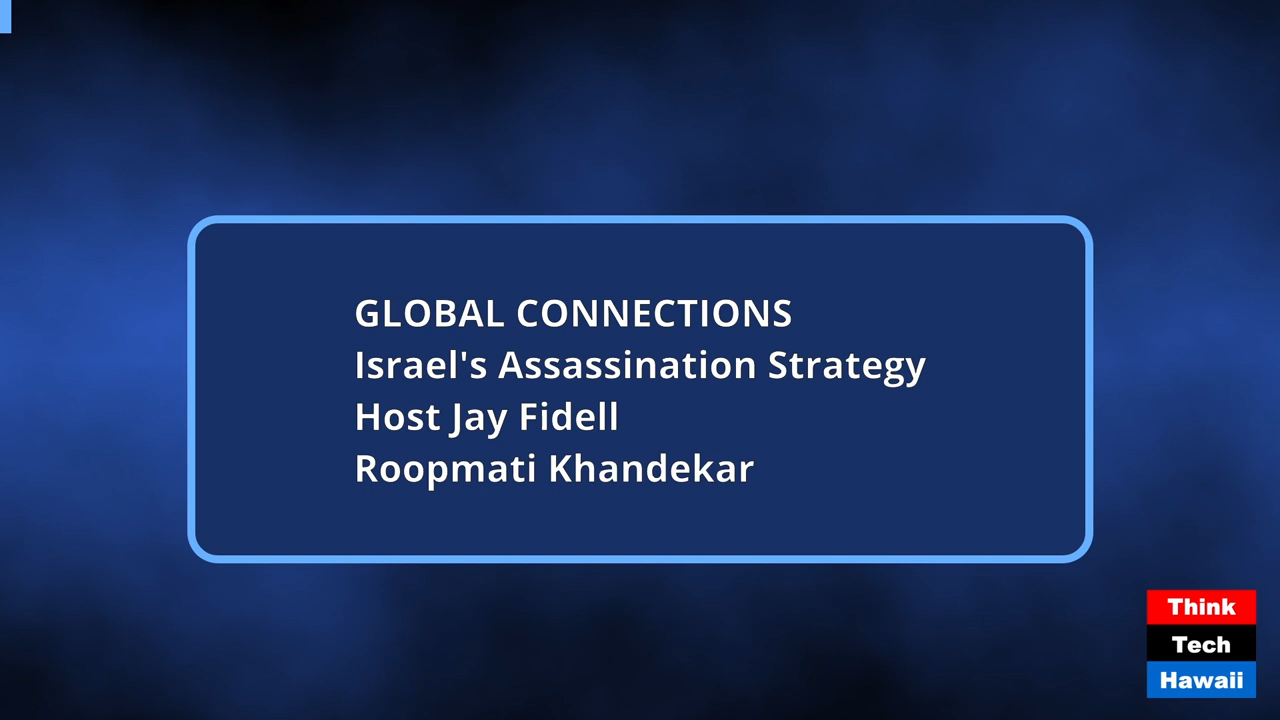 GLOBAL CONNECTIONS
Israel's Assassination Strategy
Host Jay Fidell
Roopmati Khandekar
Think
Tech
Hawaii